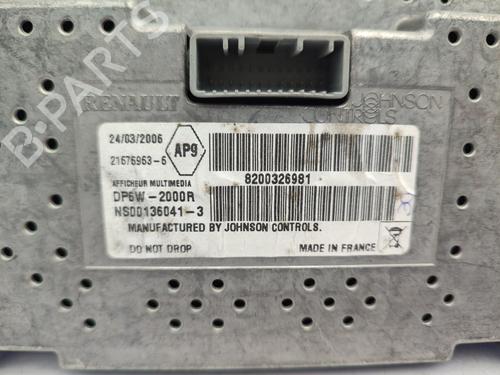 B-PARTS
RENAULT
JOHNSON
CONTROLS
24/03/2006
21676963-6
AP9
AFFICHEUR MULTIMEDIA
8200326981
DP6W-2000R
NS00136041-3
MANUFACTURED BY JOHNSON CONTROLS.
DO NOT DROP
MADE IN FRANCE